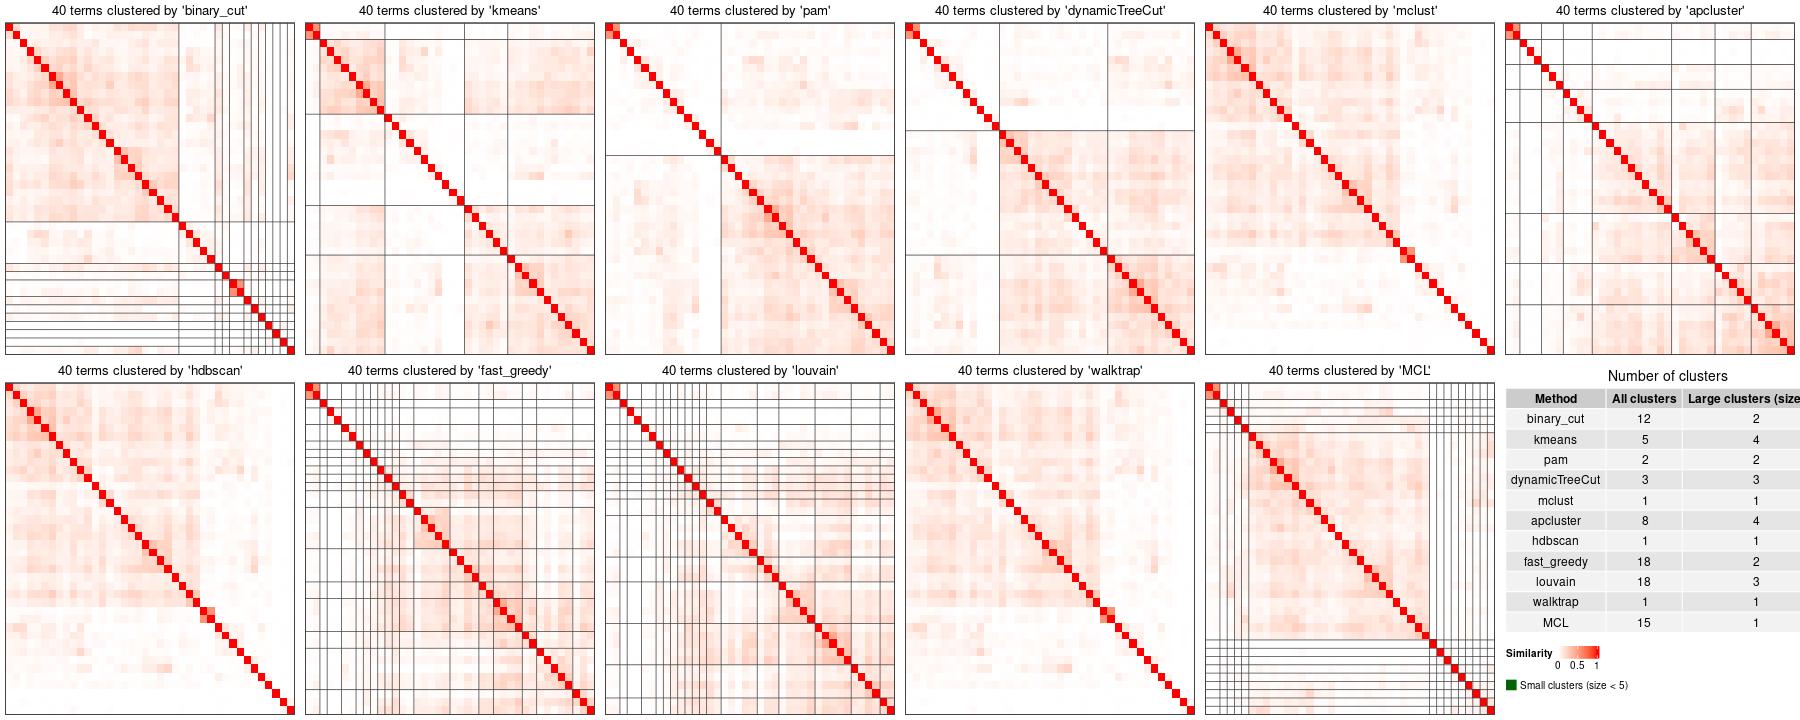 40 terms clustered by 'binary_cut'
40 terms clustered by 'kmeans'
40 terms clustered by 'pam'
40 terms clustered by 'dynamicTreeCut'
40 terms clustered by 'mclust'
40 terms clustered by 'apcluster'
40 terms clustered by 'hdbscan'
40 terms clustered by 'fast_greedy'
40 terms clustered by 'louvain'
40 terms clustered by 'walktrap'
40 terms clustered by 'MCL'
Number of clusters
Method All clusters Large clusters (size
binary_cut 12 2
kmeans 5 4
pam 2 2
dynamicTreeCut 3 3
mclust 1 1
apcluster 8 4
hdbscan 1 1
fast_greedy 18 2
louvain 18 3
walktrap 1 1
MCL 15 1
Similarity
0 0.5 1
Small clusters (size < 5)